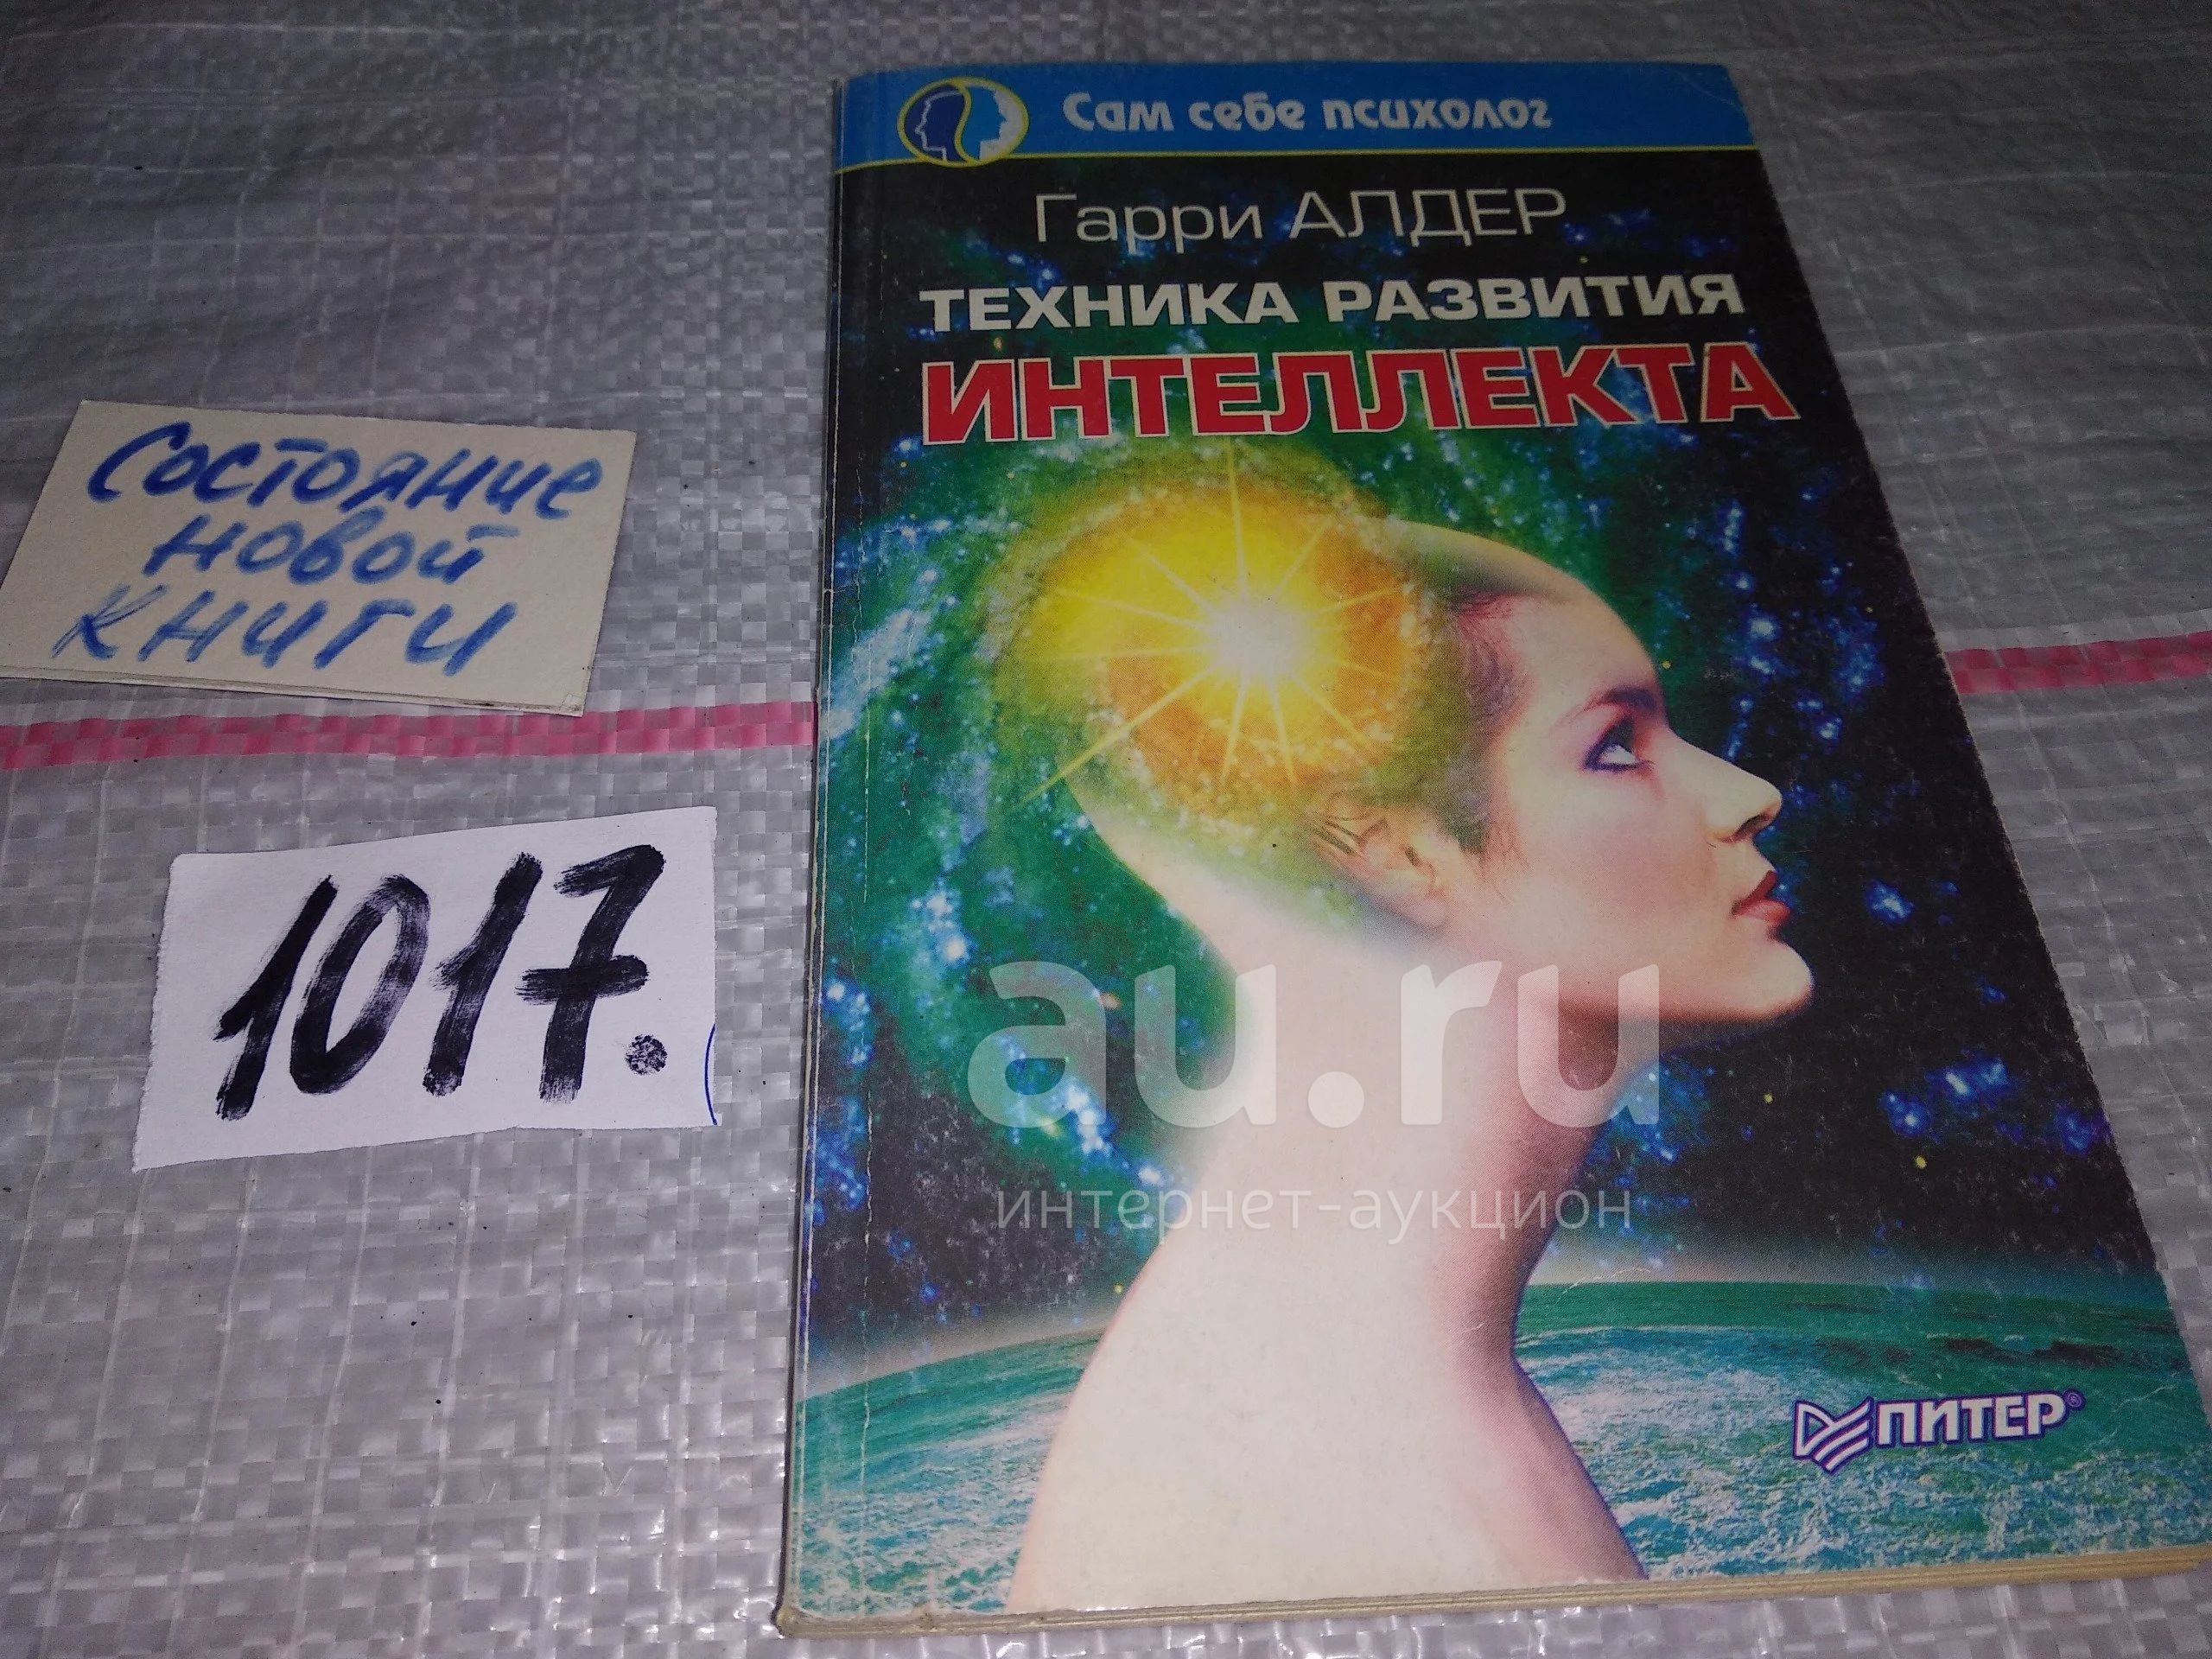 Сам себе психолог
Гарри АЛДЕР
ТЕХНИКА РАЗВИТИЯ
ИНТЕЛЛЕКТА
Состояние
новой
книги
1017.
au.ru
интернет-аукцион
ПИТЕР®